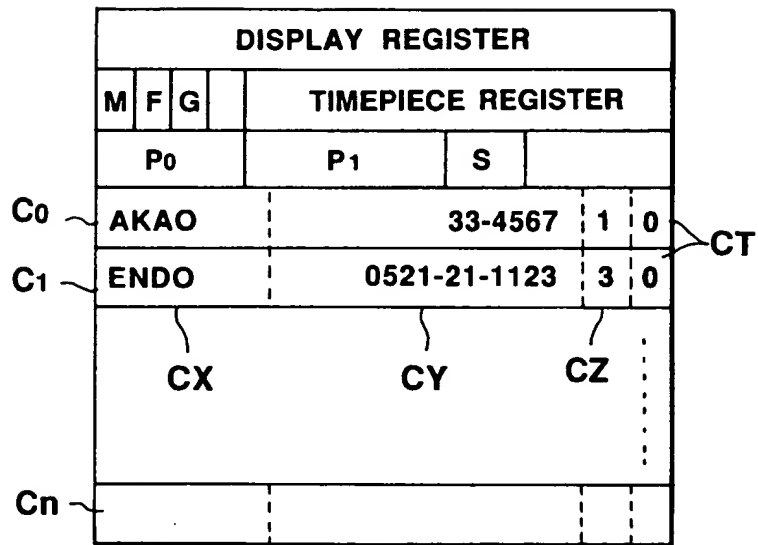 DISPLAY REGISTER
M F G TIMEPIECE REGISTER
P0 P1 S
C0 AKAO 33-4567 1 0
CT
C1 ENDO 0521-21-1123 3 0
CX CY CZ
Cn